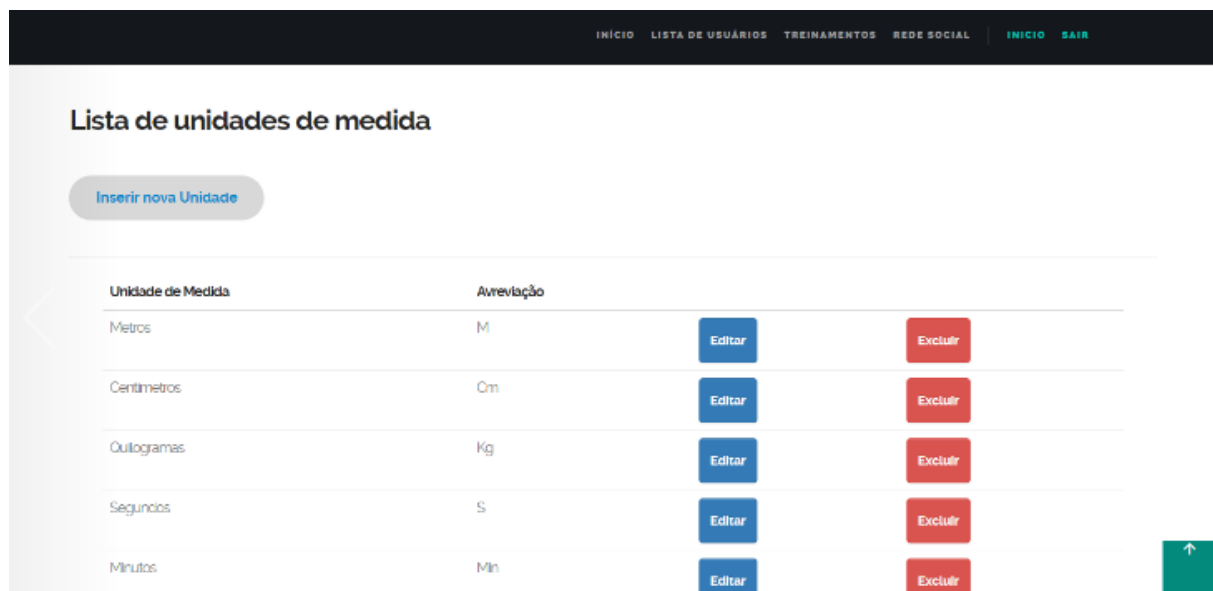 INÍCIO LISTA DE USUÁRIOS TREINAMENTOS REDE SOCIAL INICIO SAIR
Lista de unidades de medida
Inserir nova Unidade
Unidade de Medida Avreviação
Metros M Editar Excluir
Centimetros Cm Editar Excluir
Quilogramas Kg Editar Excluir
Segundos S Editar Excluir
Minutos Min Editar Excluir